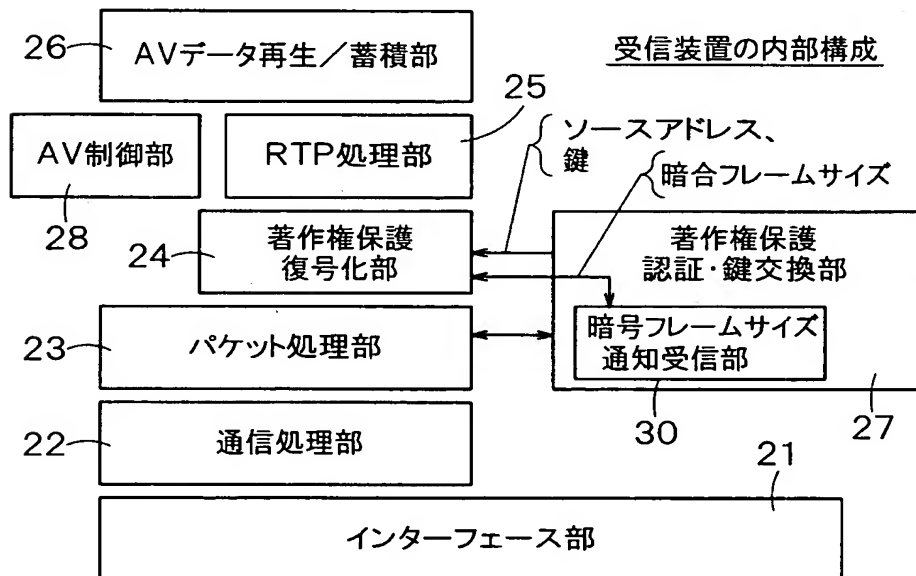 受信装置の内部構成
26
AVデータ再生／蓄積部
25
ソースアドレス、
鍵
AV制御部
RTP処理部
暗合フレームサイズ
28
24
著作権保護
復号化部
著作権保護
認証・鍵交換部
23
パケット処理部
暗号フレームサイズ
通知受信部
22
通信処理部
30
27
21
インターフェース部